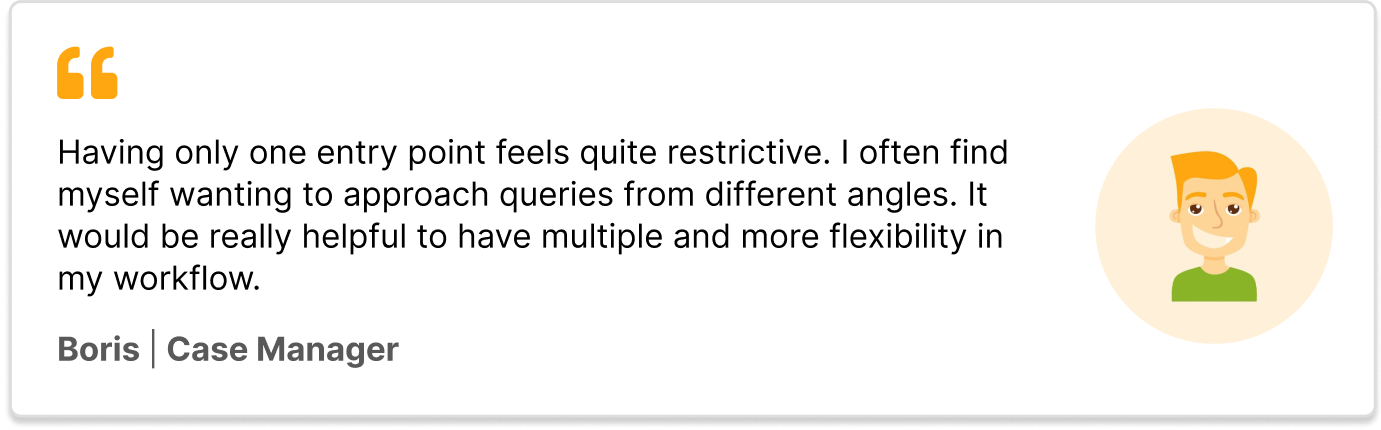 Having only one entry point feels quite restrictive. I often find
myself wanting to approach queries from different angles. It
would be really helpful to have multiple and more flexibility in
my workflow.
Boris | Case Manager